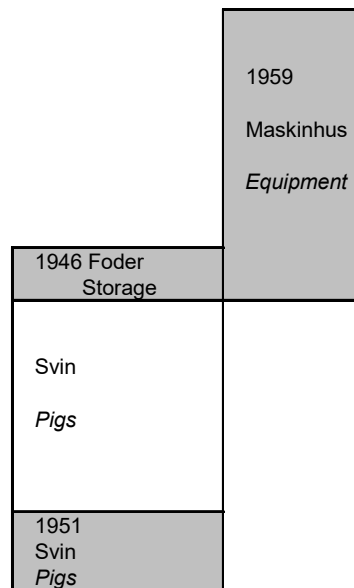 1959
Maskinhus
Equipment
1946 Foder
Storage
Svin
Pigs
1951
Svin
Pigs